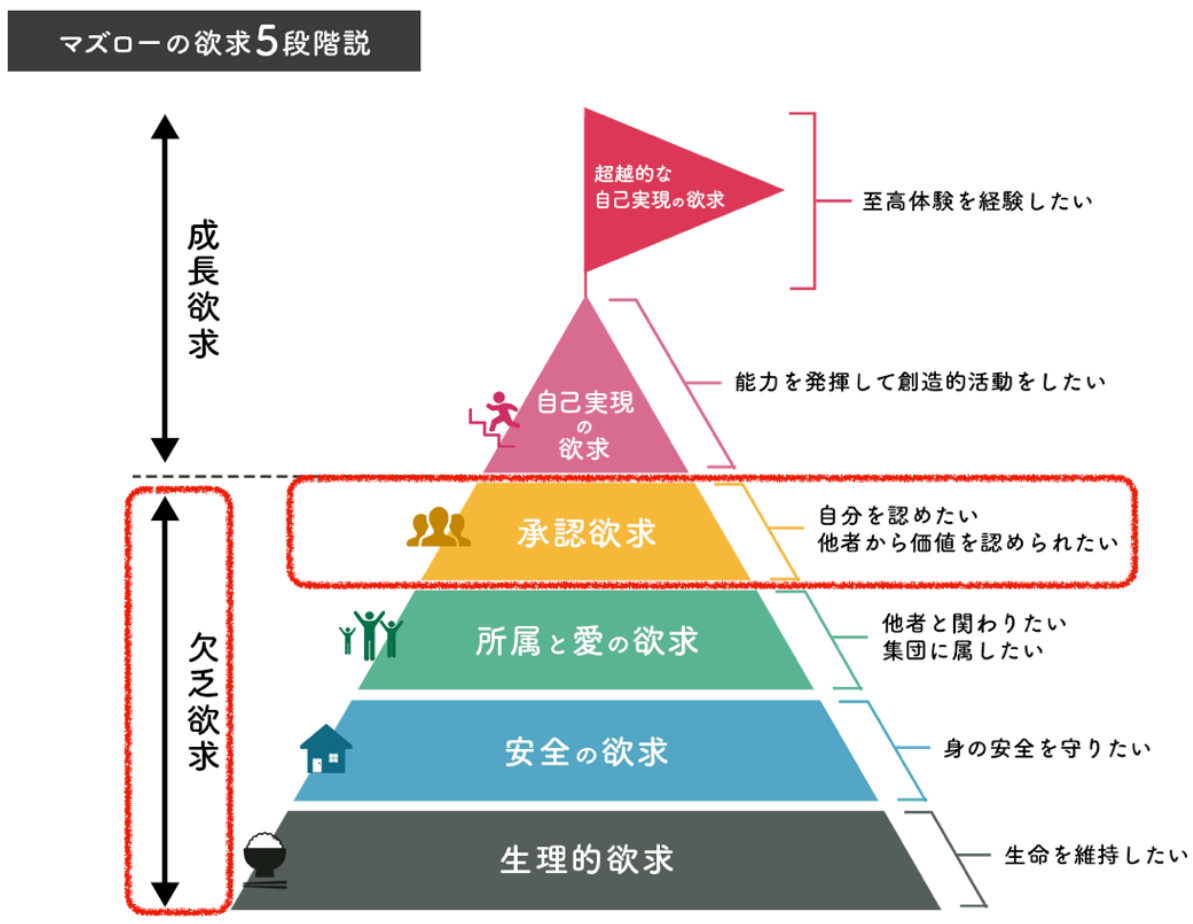 マズローの欲求5段階説
成長欲求
超越的な
自己実現の欲求
至高体験を経験したい
自己実現
の
欲求
能力を発揮して創造的活動をしたい
欠乏欲求
承認欲求
自分を認めたい
他者から価値を認められたい
所属と愛の欲求
他者と関わりたい
集団に属したい
安全の欲求
身の安全を守りたい
生理的欲求
生命を維持したい